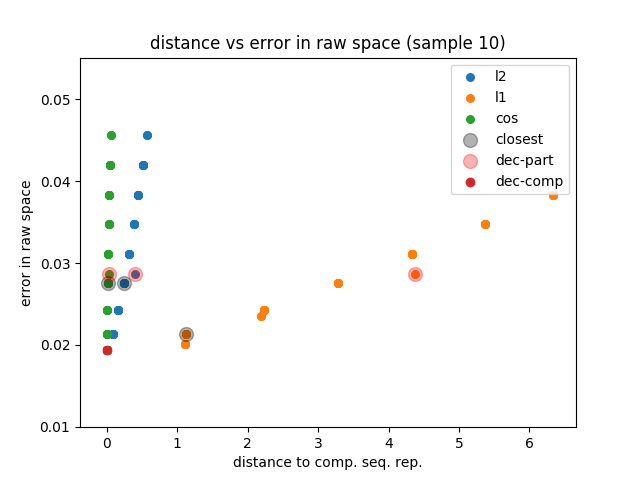 distance vs error in raw space (sample 10)
l2
l1
cos
closest
dec-part
dec-comp
error in raw space
0.05
0.04
0.03
0.02
0.01
0 1 2 3 4 5 6
distance to comp. seq. rep.